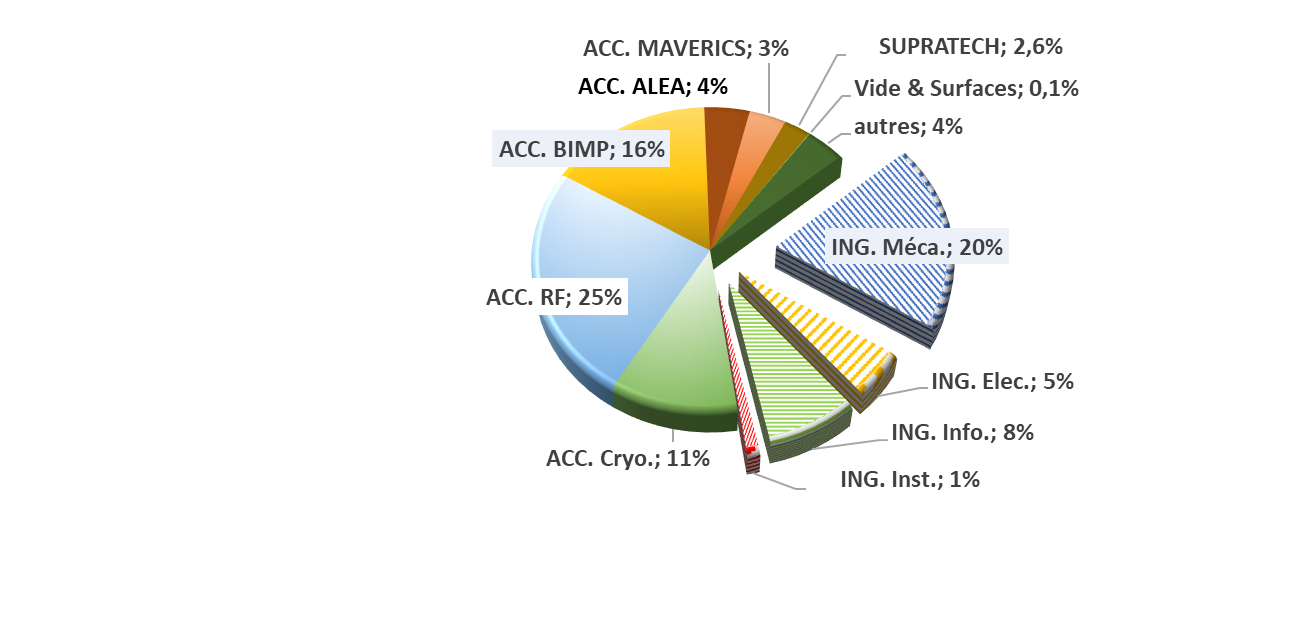 ACC. MAVERICS; 3%
SUPRATECH; 2,6%
ACC. ALEA; 4%
Vide & Surfaces; 0,1%
autres; 4%
ACC. BIMP; 16%
ING. Méca.; 20%
ACC. RF; 25%
ING. Elec.; 5%
ING. Info.; 8%
ACC. Cryo.; 11%
ING. Inst.; 1%